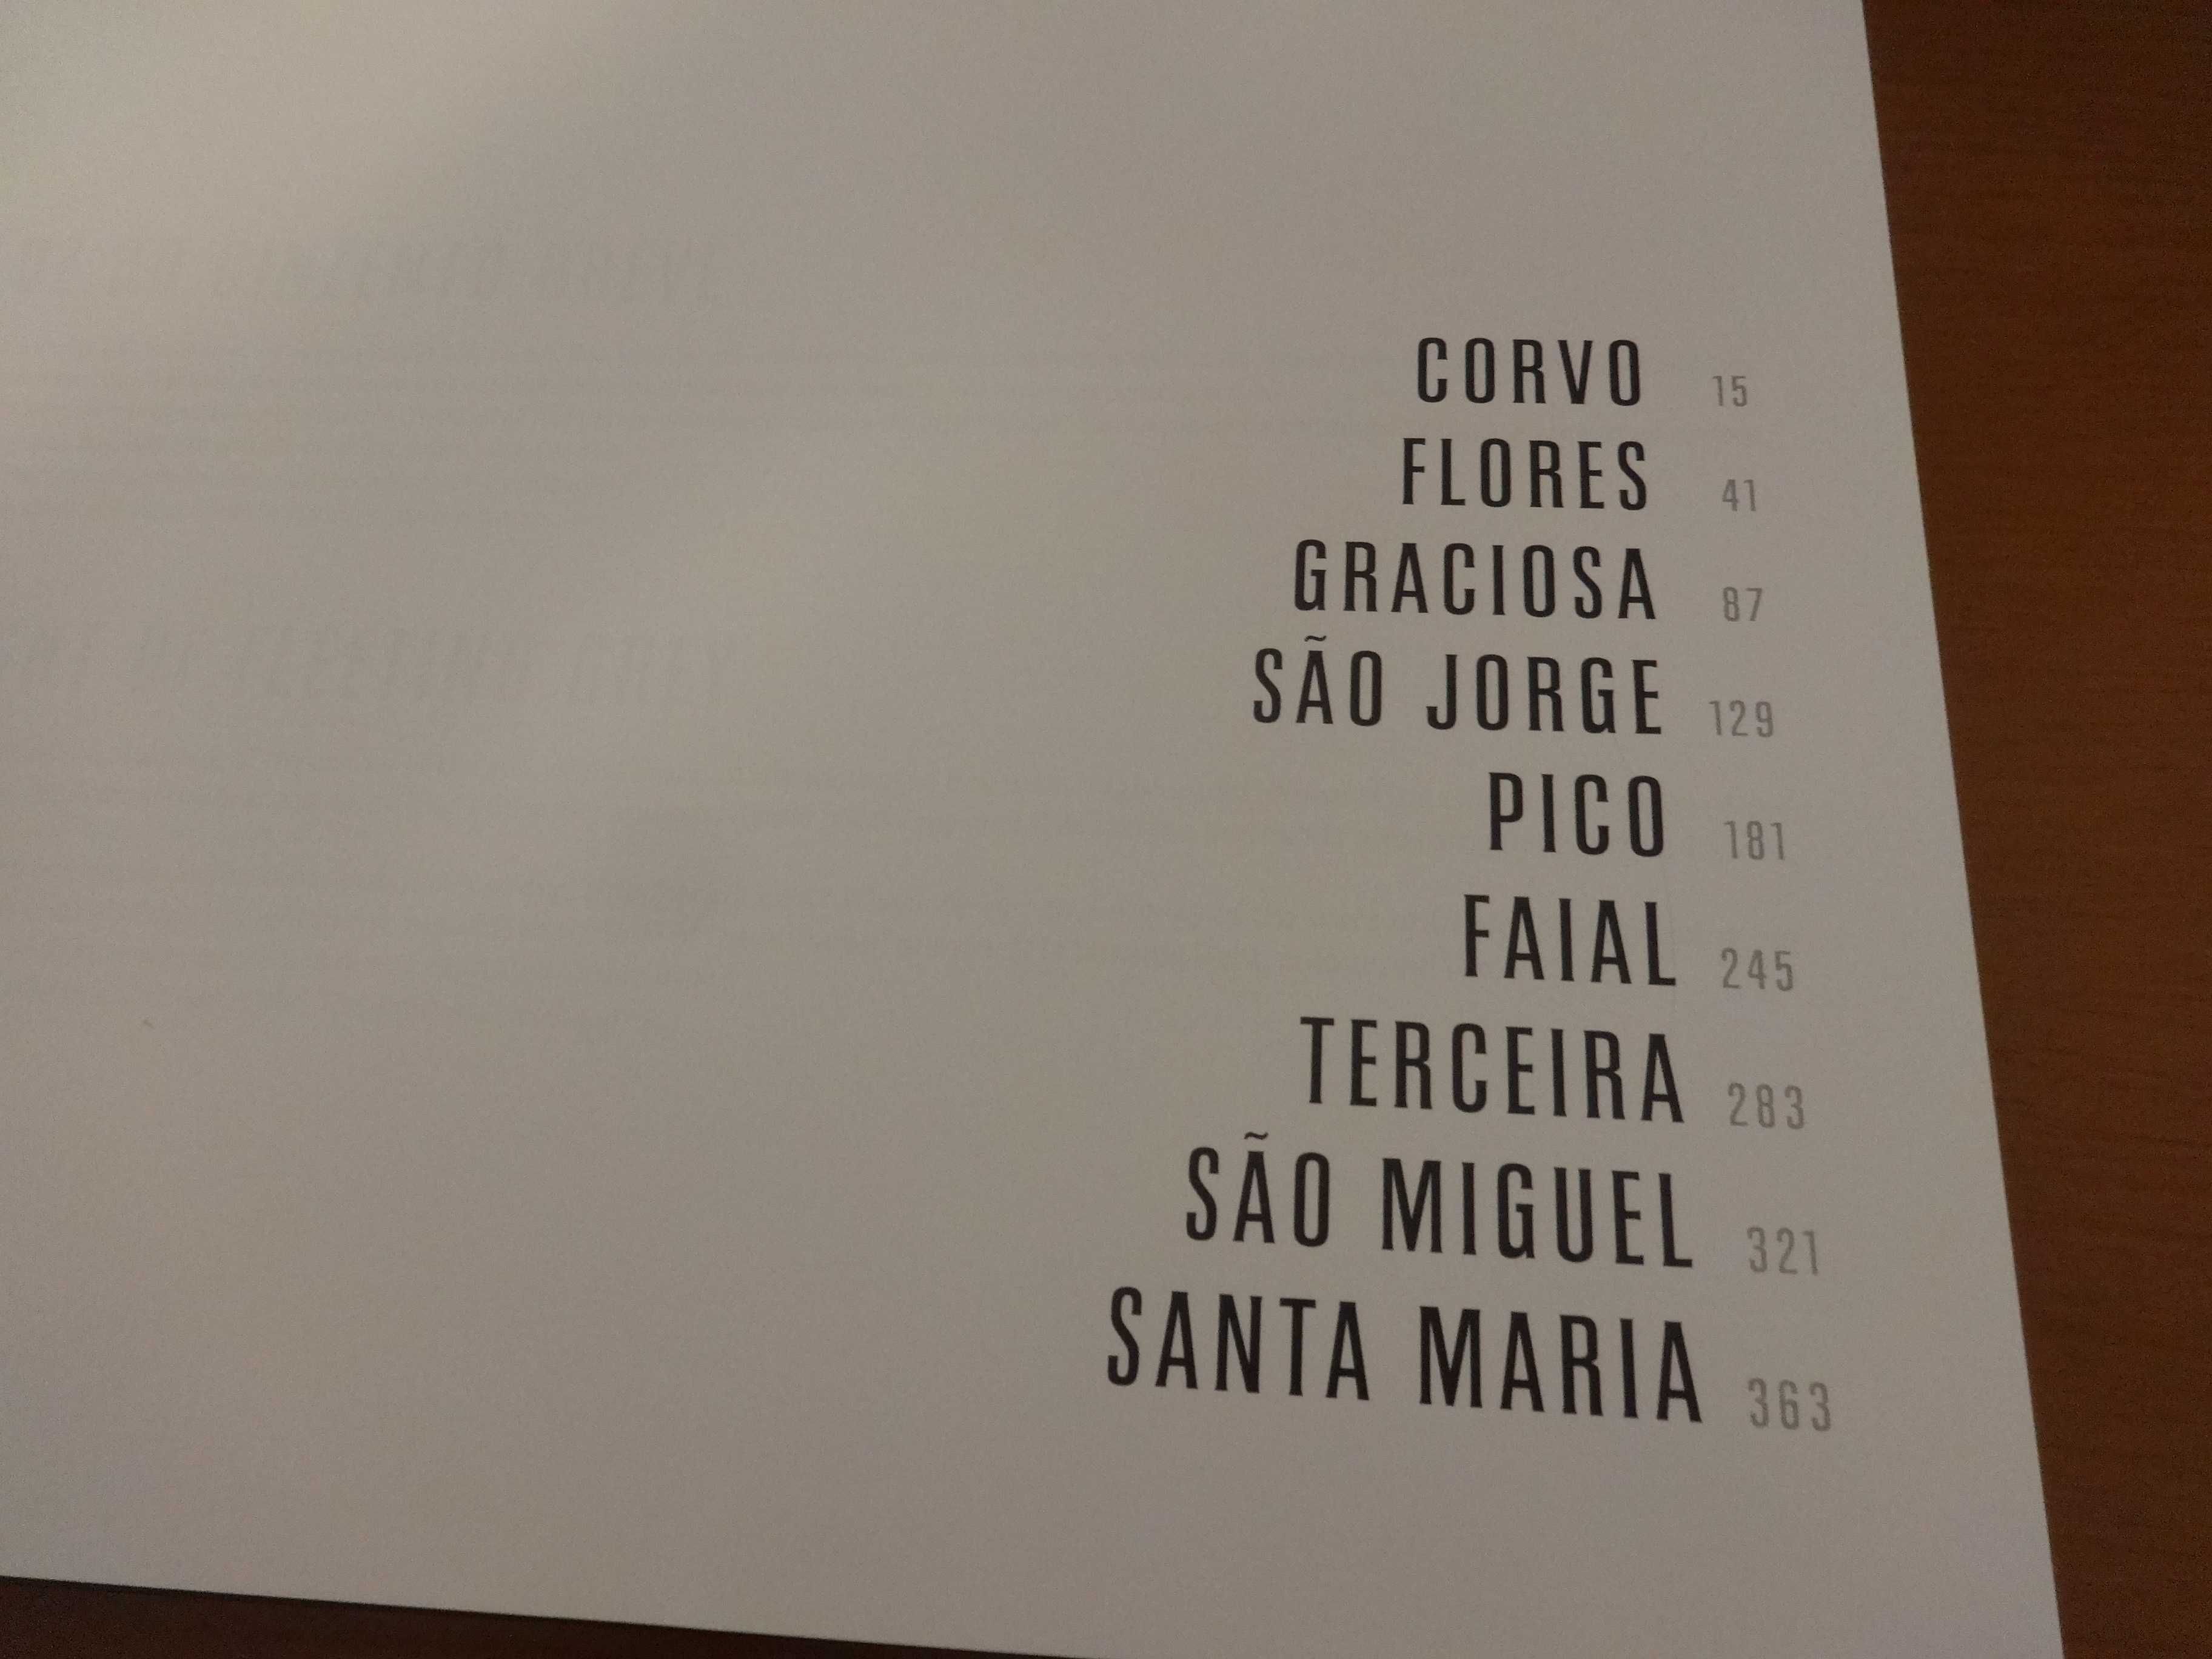 CORVO 15
FLORES 41
GRACIOSA 87
SÃO JORGE 129
PICO 181
FAIAL 245
TERCEIRA 283
SÃO MIGUEL 321
SANTA MARIA 363